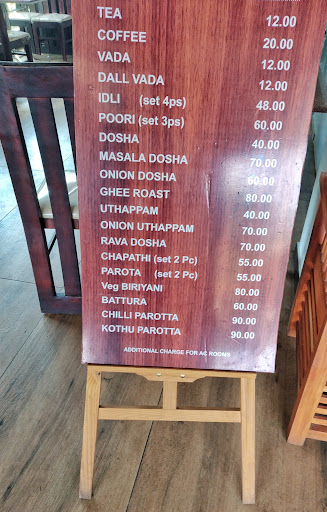 TEA 12.00
COFFEE 20.00
VADA 12.00
DALL VADA 12.00
IDLI (set 4ps) 48.00
POORI (set 3ps) 60.00
DOSHA 40.00
MASALA DOSHA 70.00
ONION DOSHA 60.00
GHEE ROAST 80.00
UTHAPPAM 40.00
ONION UTHAPPAM 70.00
RAVA DOSHA 70.00
CHAPATHI (set 2 Pc) 55.00
PAROTA (set 2 Pc) 55.00
Veg BIRIYANI 80.00
BATTURA 60.00
CHILLI PAROTTA 90.00
KOTHU PAROTTA 90.00
ADDITIONAL CHARGE FOR AC ROOMS